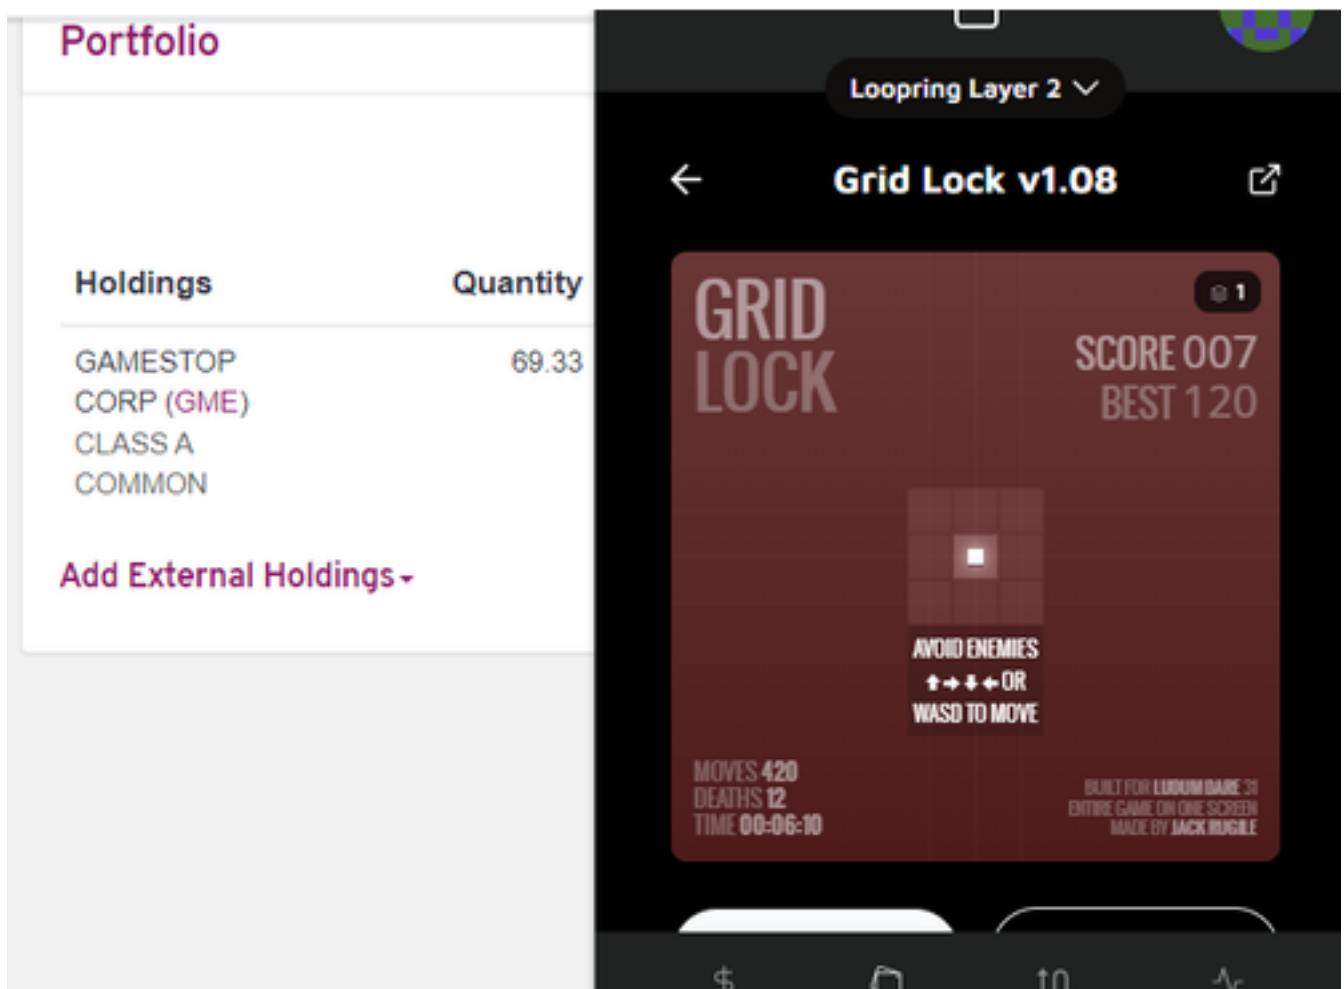 Portfolio
Holdings Quantity
GAMESTOP 69.33
CORP (GME)
CLASS A
COMMON
Add External Holdings
Loopring Layer 2
Grid Lock v1.08
GRID
LOCK
1
SCORE 007
BEST 120
AVOID ENEMIES
↑→↓← OR
WASD TO MOVE
MOVES 420
DEATHS 12
TIME 00:06:10
BUILT FOR LUDUM DARE 31
ENTIRE GAME ON ONE SCREEN
MADE BY JACK RUGILE
$